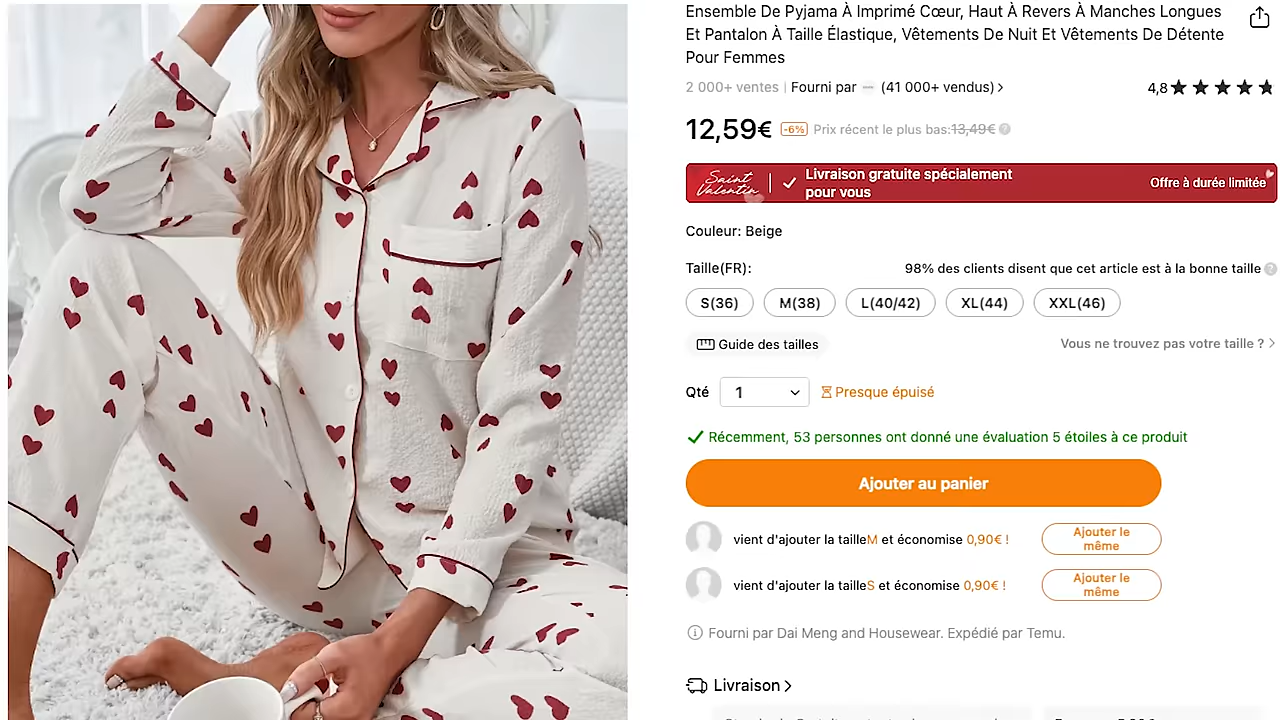 Ensemble De Pyjama À Imprimé Cœur, Haut À Revers À Manches Longues
Et Pantalon À Taille Élastique, Vêtements De Nuit Et Vêtements De Détente
Pour Femmes
2 000+ ventes | Fourni par (41 000+ vendus) >
4,8
12,59€ -6% Prix récent le plus bas:13,49€ ?
Saint Valentin
Livraison gratuite spécialement
pour vous
Offre à durée limitée
Couleur: Beige
Taille(FR):
98% des clients disent que cet article est à la bonne taille ?
S(36) M(38) L(40/42) XL(44) XXL(46)
Guide des tailles
Vous ne trouvez pas votre taille ? >
Qté 1 Presque épuisé
Récemment, 53 personnes ont donné une évaluation 5 étoiles à ce produit
Ajouter au panier
vient d'ajouter la tailleM et économise 0,90€ !
Ajouter le
même
vient d'ajouter la tailleS et économise 0,90€ !
Ajouter le
même
Fourni par Dai Meng and Housewear. Expédié par Temu.
Livraison >